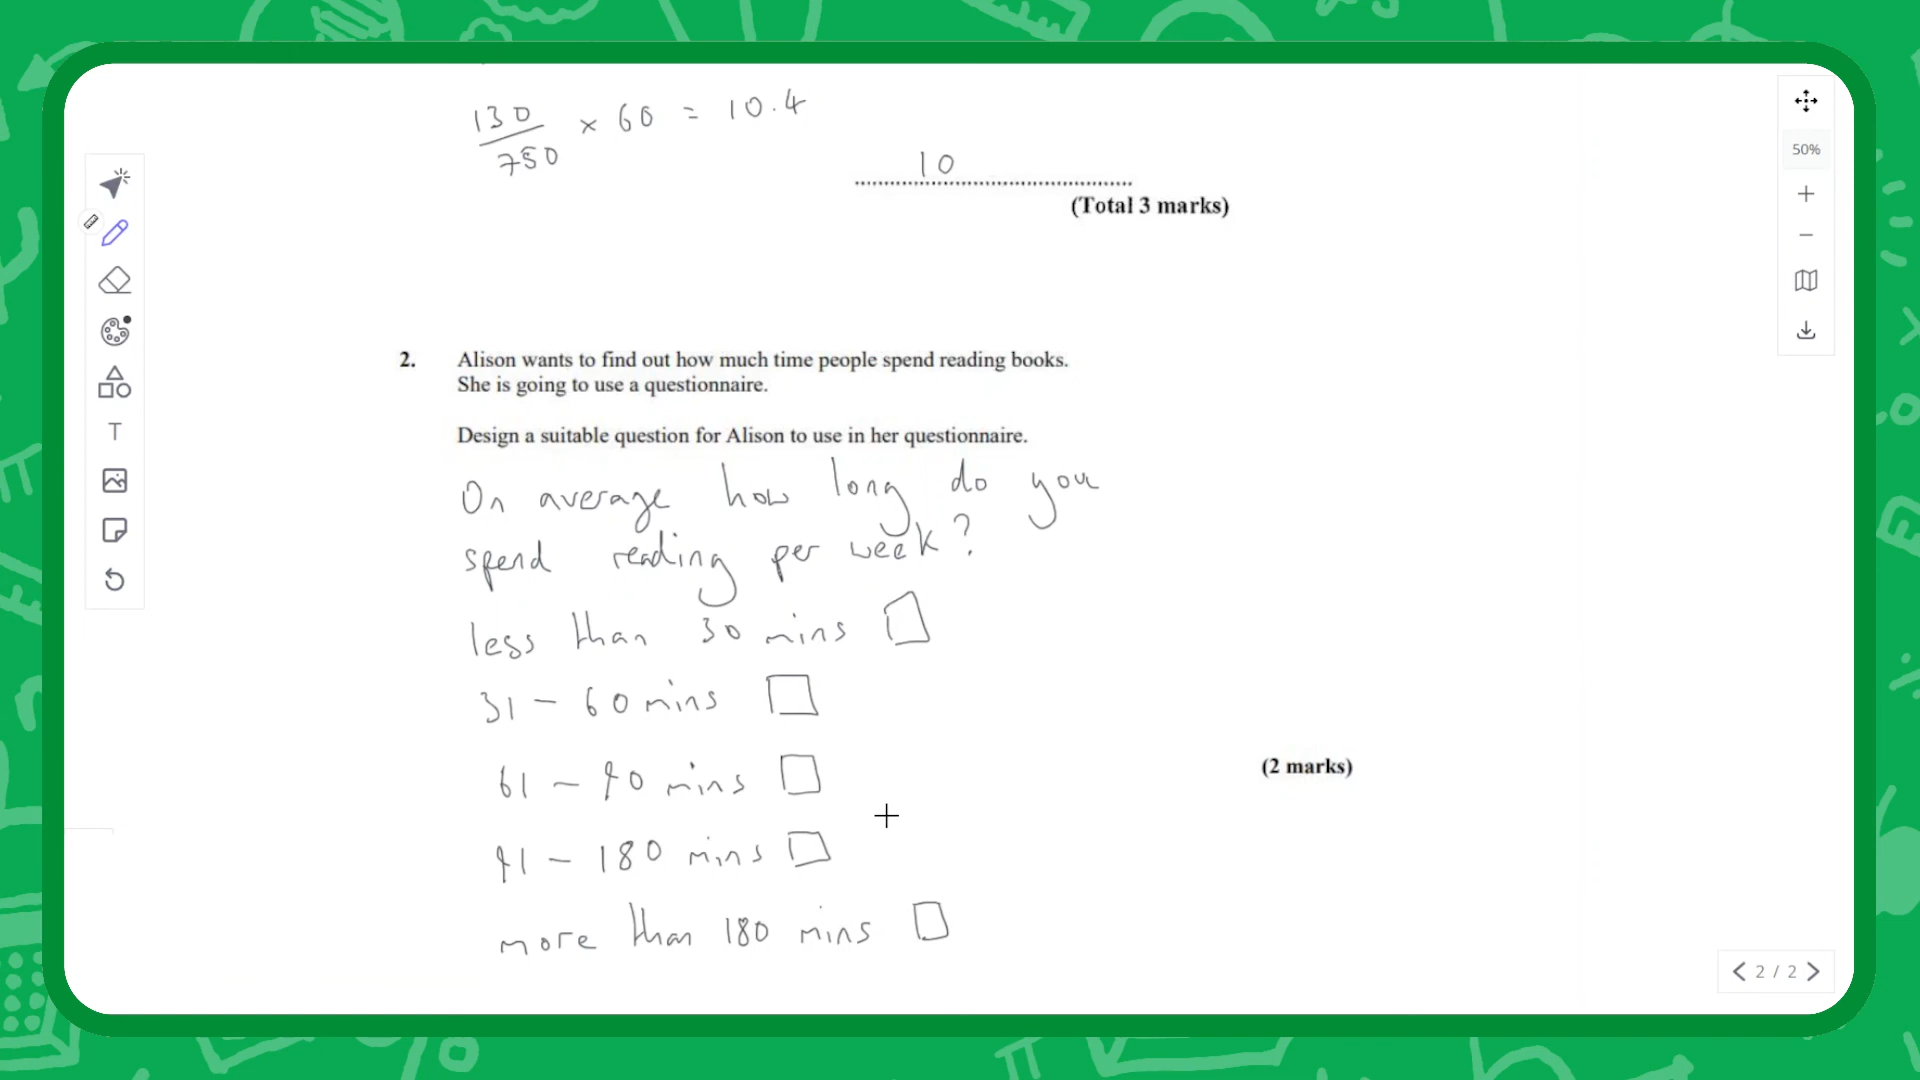 130/750 × 60 = 10.4
10
(Total 3 marks)
50%
2. Alison wants to find out how much time people spend reading books.
She is going to use a questionnaire.
Design a suitable question for Alison to use in her questionnaire.
On average how long do you
spend reading per week?
less than 30 mins
31 - 60 mins
61 - 90 mins
91 - 180 mins
(2 marks)
more than 180 mins
T
2 / 2